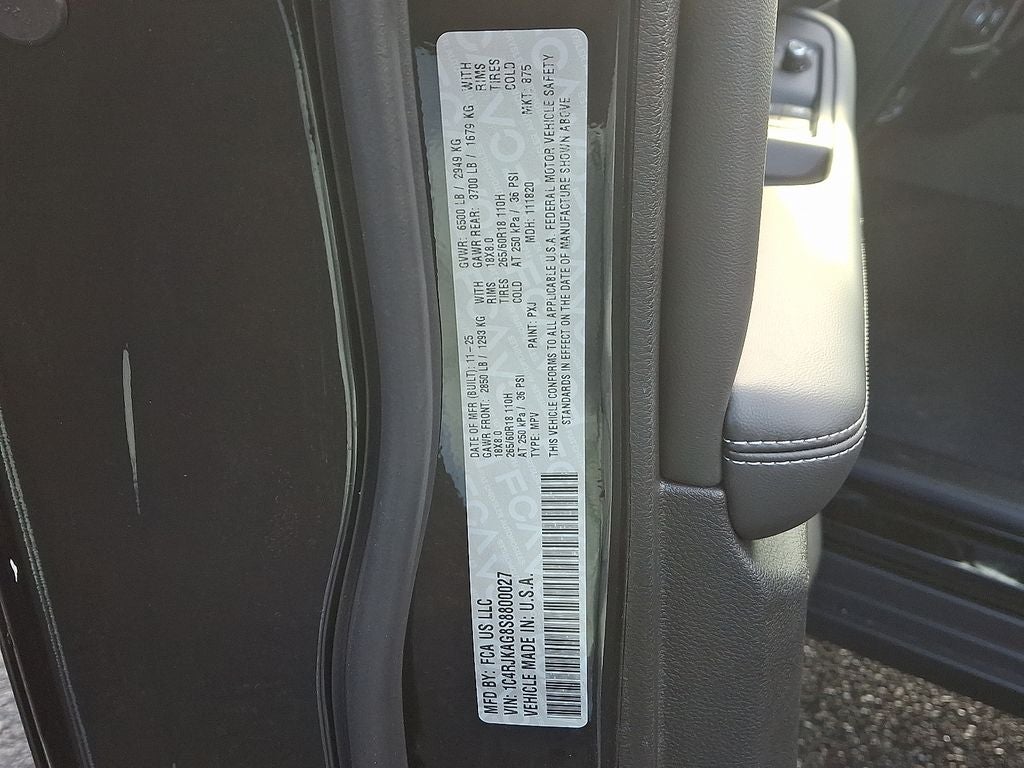 MFD BY: FCA US LLC
VIN: 1C4RJKAG8S8800027
VEHICLE MADE IN: U.S.A.
DATE OF MFR (BUILT): 11-25 GVWR: 6500 LB / 2949 KG
GAWR FRONT: 2850 LB / 1293 KG WITH GAWR REAR: 3700 LB / 1679 KG WITH
18X8.0 RIMS 18X8.0 RIMS
265/60R18 110H TIRES 265/60R18 110H TIRES
AT 250 kPa / 36 PSI COLD AT 250 kPa / 36 PSI COLD
TYPE: MPV PAINT: PXJ MDH: 111820 MKT: 875
THIS VEHICLE CONFORMS TO ALL APPLICABLE U.S.A. FEDERAL MOTOR VEHICLE SAFETY
STANDARDS IN EFFECT ON THE DATE OF MANUFACTURE SHOWN ABOVE